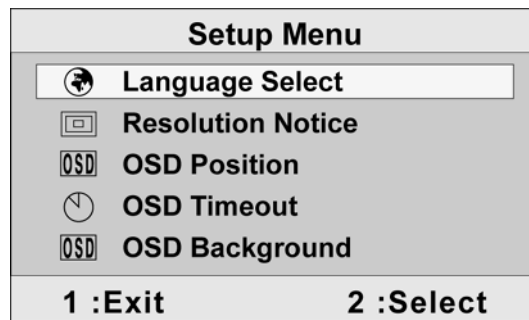 Setup Menu
Language Select
Resolution Notice
OSD OSD Position
OSD Timeout
OSD OSD Background
1 :Exit 2 :Select